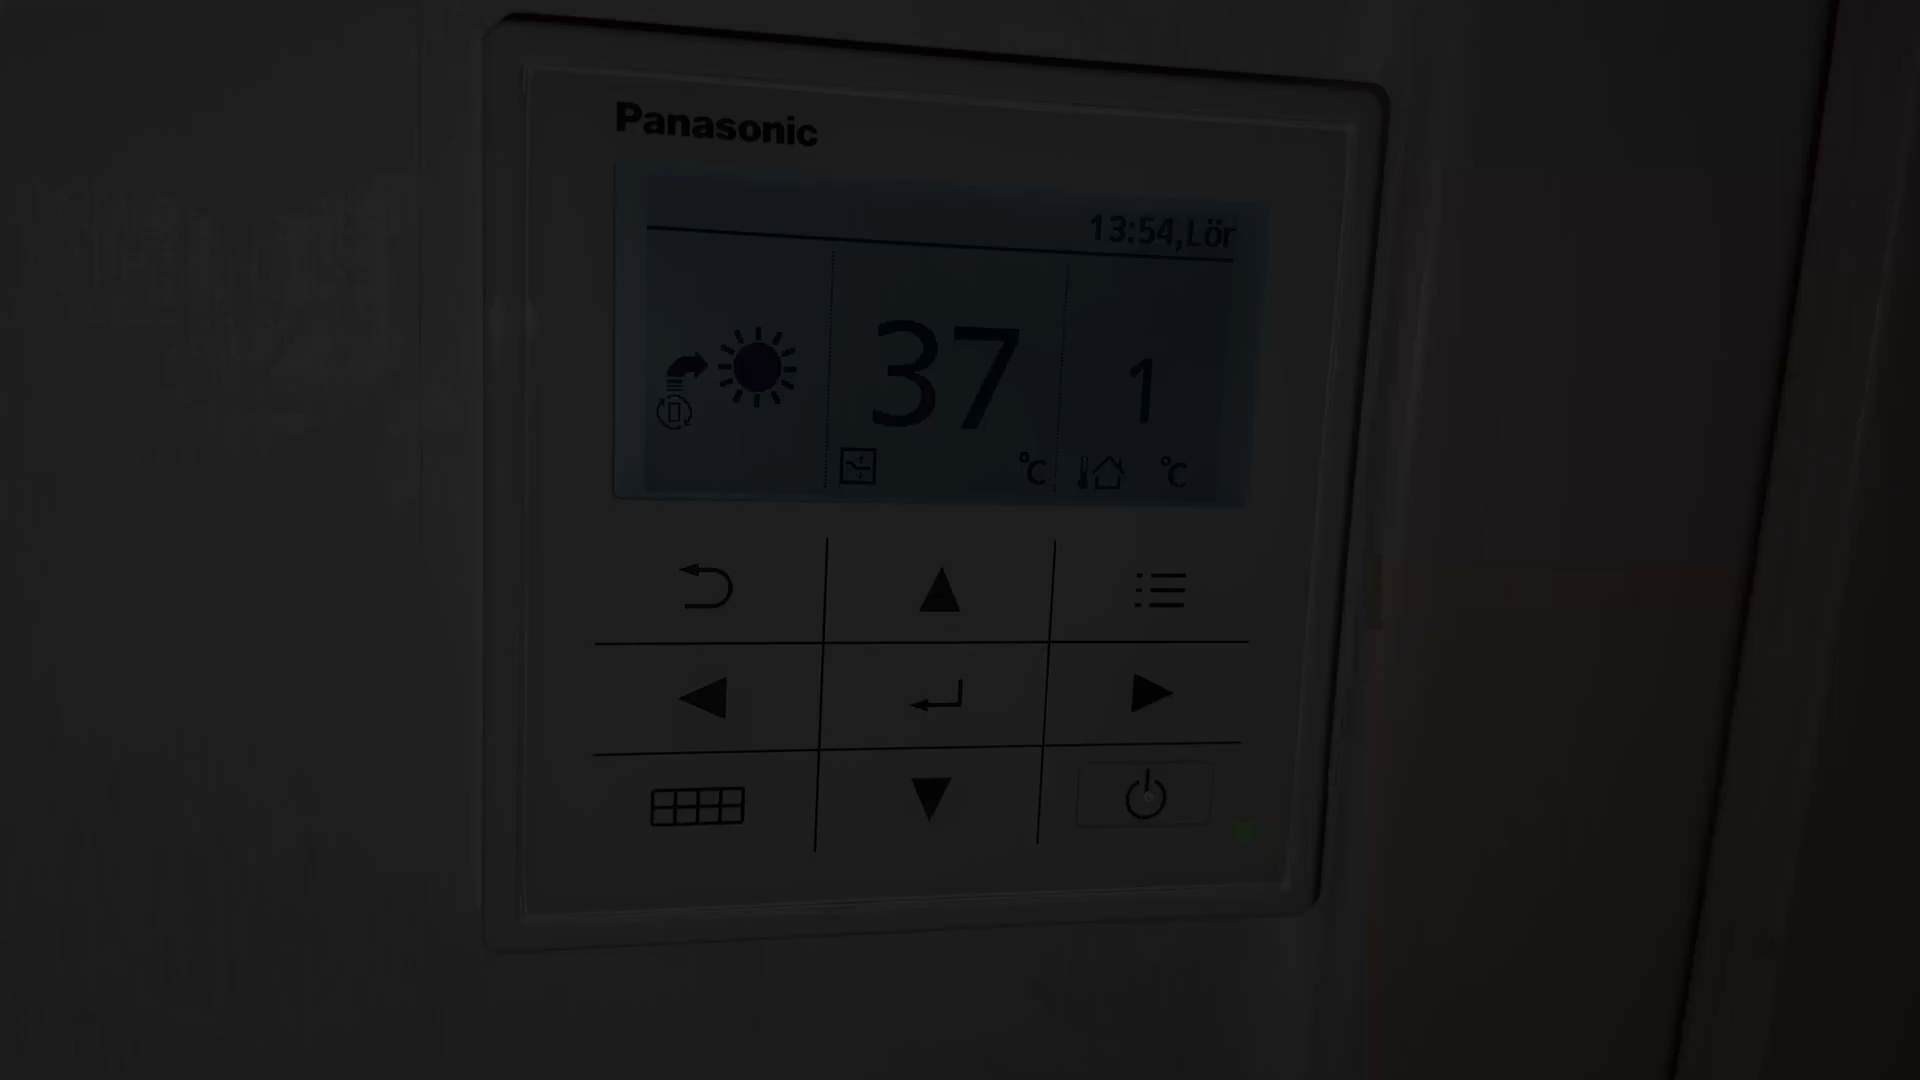 Panasonic
13:54,Lör
37 1
℃ ℃